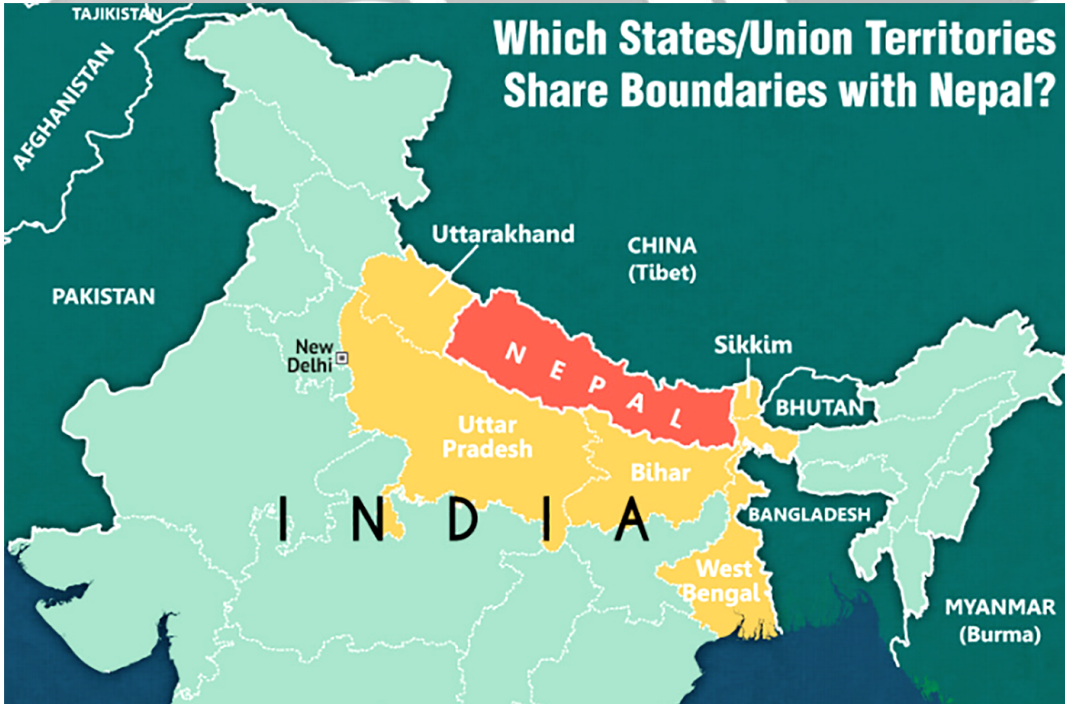 TAJIKISTAN
Which States/Union Territories
Share Boundaries with Nepal?
AFGHANISTAN
Uttarakhand
CHINA
(Tibet)
PAKISTAN
New
Delhi
NEPAL
Sikkim
BHUTAN
Uttar
Pradesh
Bihar
INDIA
BANGLADESH
West
Bengal
MYANMAR
(Burma)